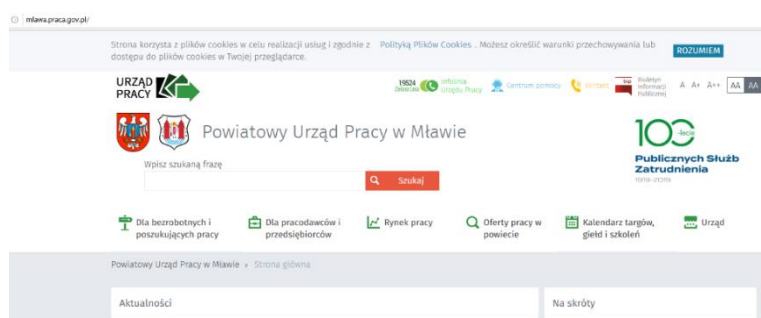 mlawa.praca.gov.pl/
Strona korzysta z plików cookies w celu realizacji usług i zgodnie z Polityką Plików Cookies . Możesz określić warunki przechowywania lub
dostępu do plików cookies w Twojej przeglądarce.
ROZUMIEM
URZĄD
PRACY
19524
Zielona Linia
Infolinia
Urzędu Pracy
Centrum pomocy
Kontakt
bip
Biuletyn
Informacji
Publicznej
A A+ A++ AA AA
Powiatowy Urząd Pracy w Mławie
100-lecie
Publicznych Służb
Zatrudnienia
1919-2019
Wpisz szukaną frazę
Szukaj
Dla bezrobotnych i
poszukujących pracy
Dla pracodawców i
przedsiębiorców
Rynek pracy
Oferty pracy w
powiecie
Kalendarz targów,
giełd i szkoleń
Urząd
Powiatowy Urząd Pracy w Mławie » Strona główna
Aktualności
Na skróty